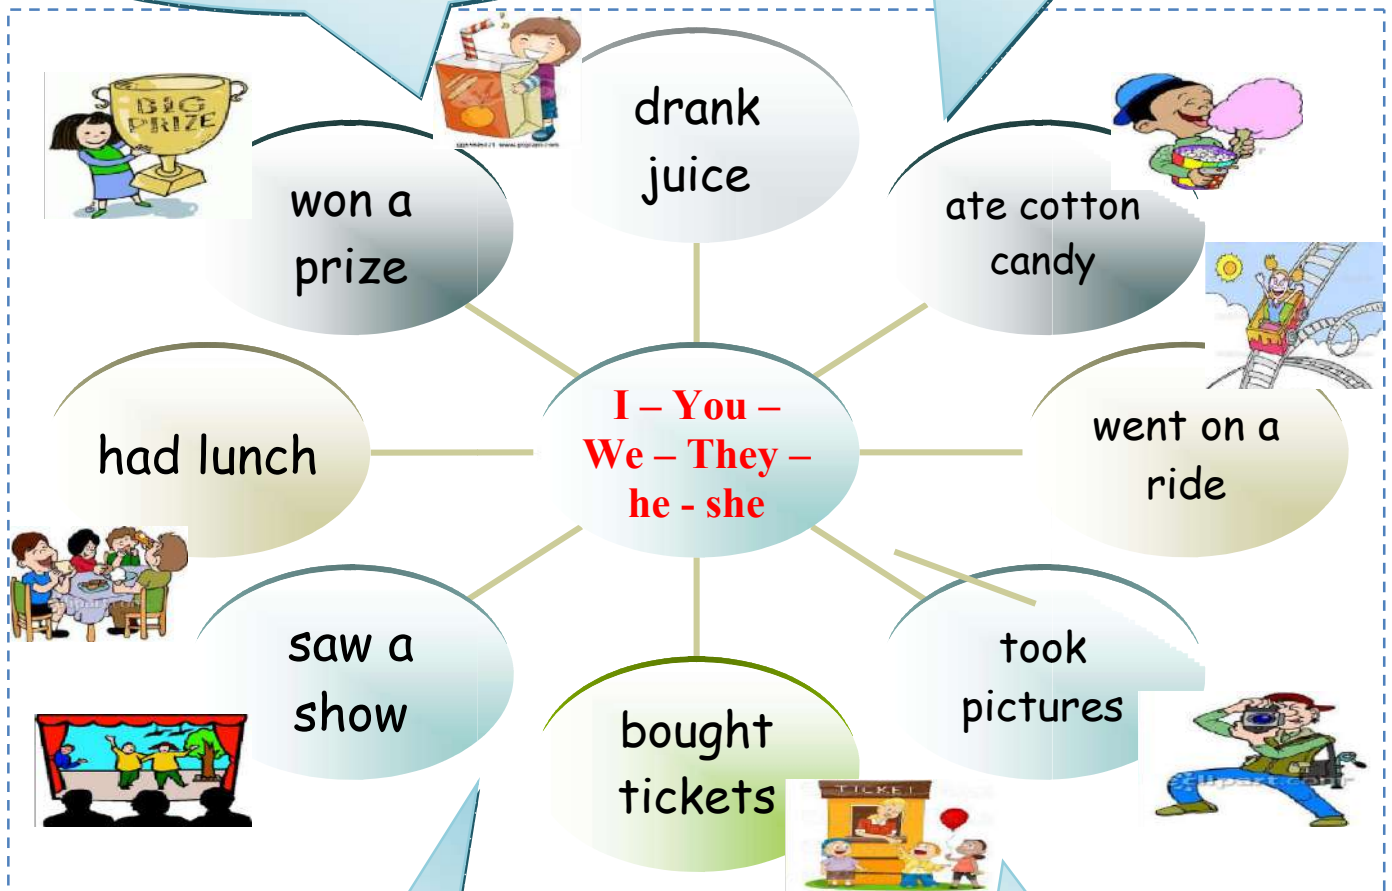 BIG
PRIZE
drank
juice
won a
prize
ate cotton
candy
I – You –
We – They –
he - she
had lunch
went on a
ride
saw a
show
took
pictures
bought
tickets
TICKET